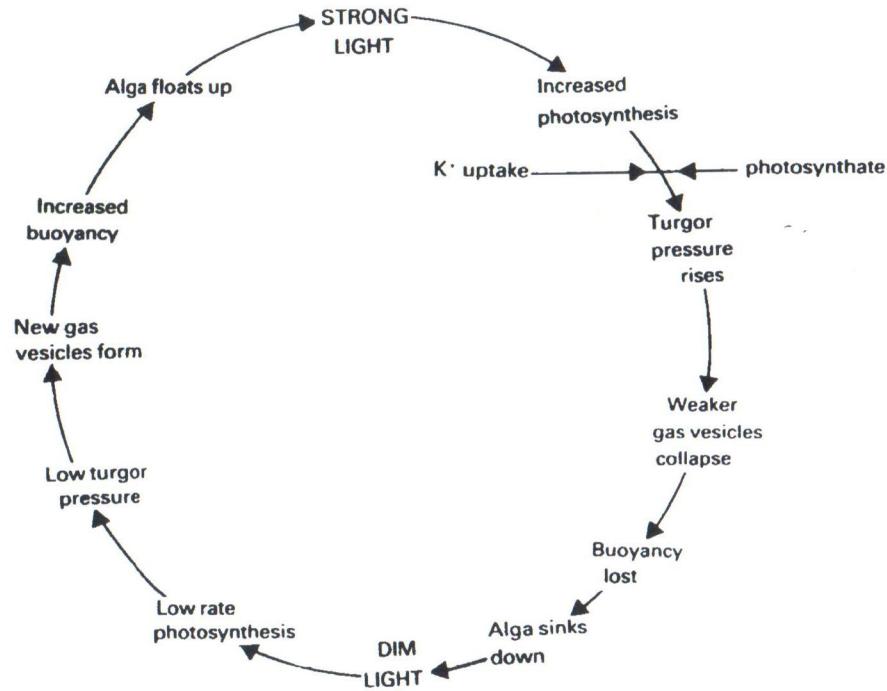 STRONG
LIGHT
Increased
photosynthesis
K⁺ uptake
photosynthate
Turgor
pressure
rises
Weaker
gas vesicles
collapse
Buoyancy
lost
Alga sinks
down
DIM
LIGHT
Low rate
photosynthesis
Low turgor
pressure
New gas
vesicles form
Increased
buoyancy
Alga floats up